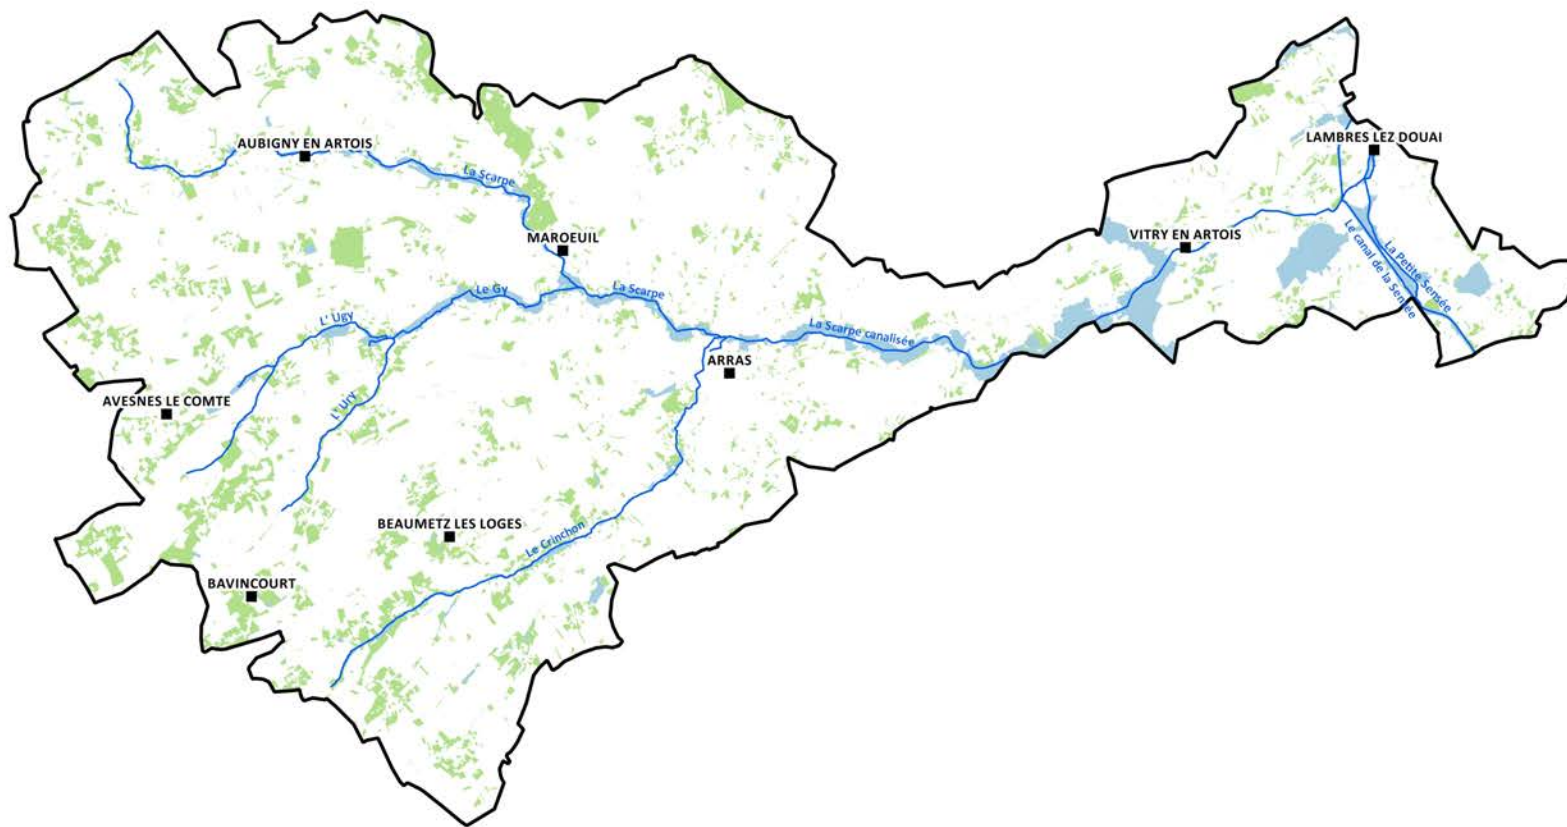 AUBIGNY EN ARTOIS
LAMBRES LEZ DOUAI
La Scarpe
MAROEUIL
VITRY EN ARTOIS
Le canal de la Sensée
La Petite Sensée
Le Gy
La Scarpe
L' Ugy
La Scarpe canalisée
ARRAS
AVESNES LE COMTE
L' Ury
BEAUMETZ LES LOGES
Le Crinchon
BAVINCOURT